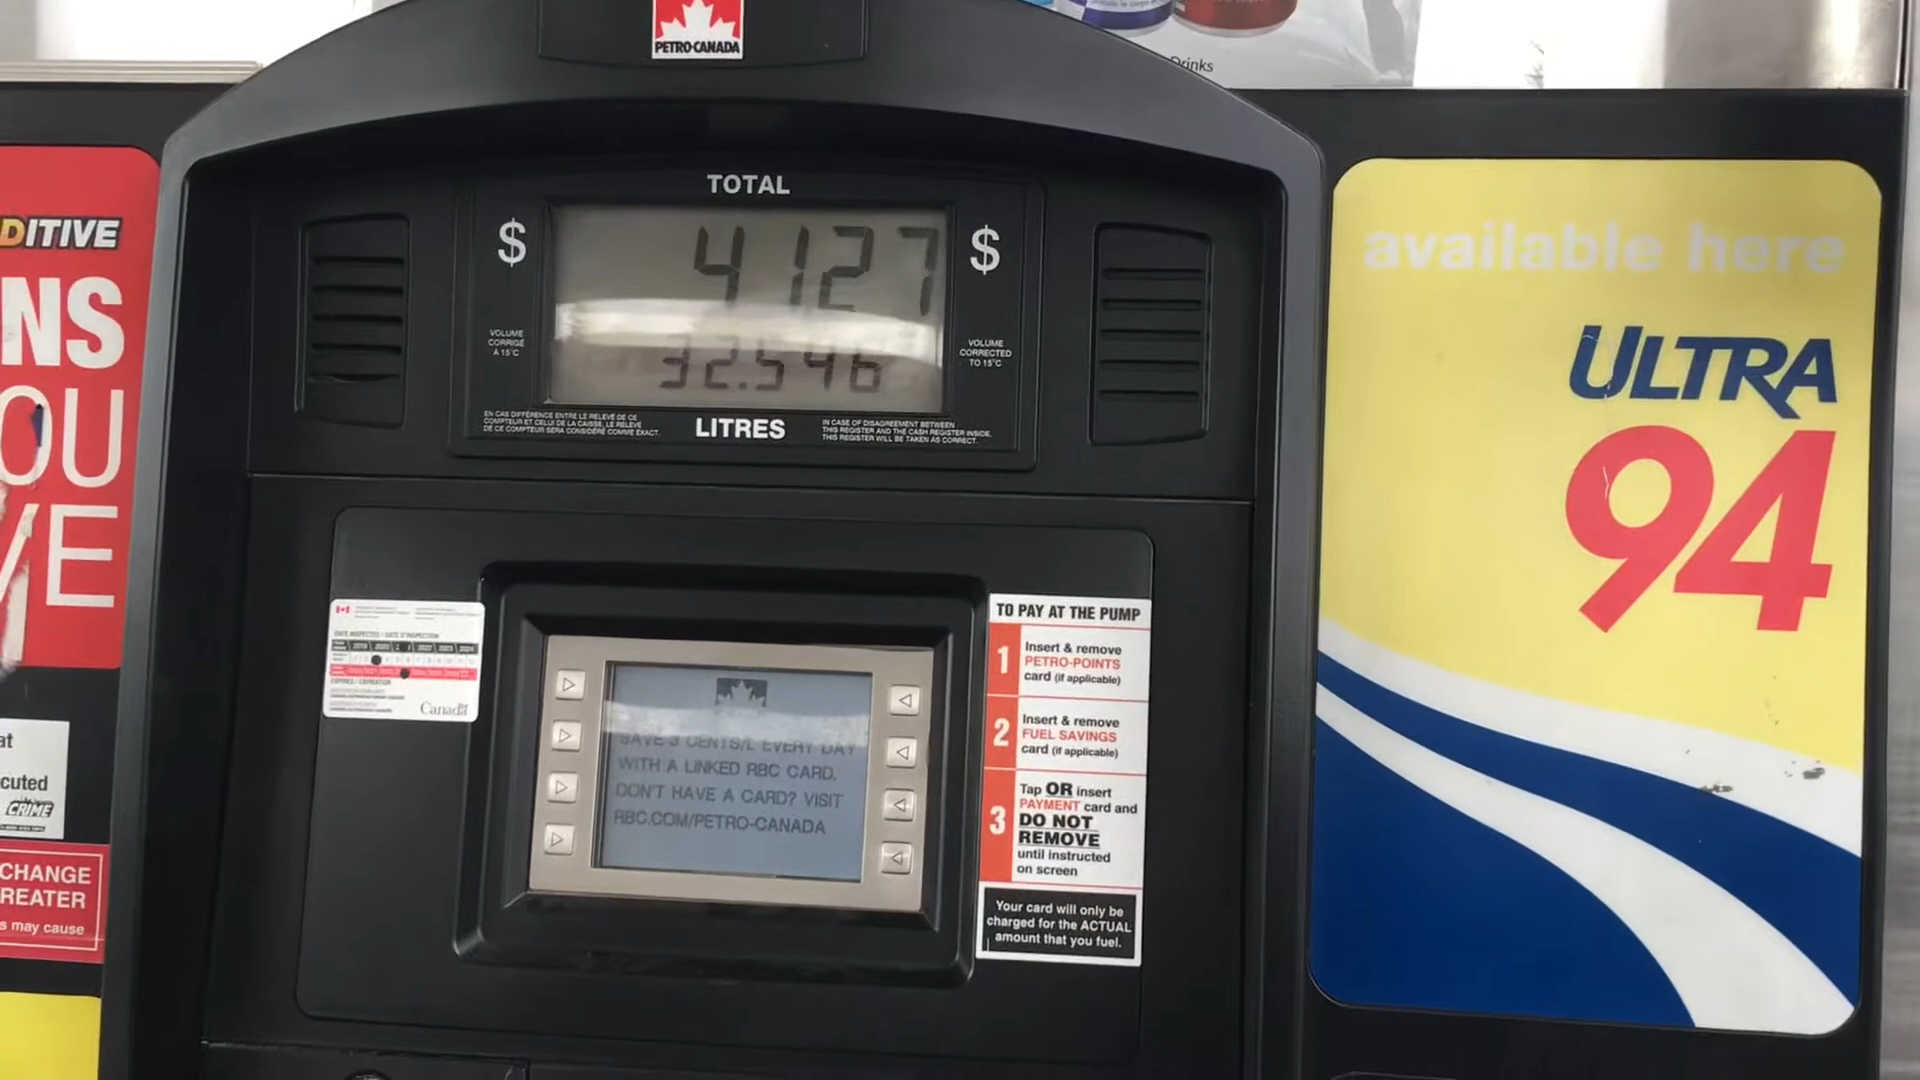 PETRO-CANADA
Drinks
DITIVE
NS
OU
VE
at
cuted
CRIME
CHANGE
REATER
s may cause
TOTAL
$
4127
$
VOLUME
CORRIGÉ
À 15°C
32.546
VOLUME
CORRECTED
TO 15°C
EN CAS DIFFÉRENCE ENTRE LE RELEVÉ DE CE
COMPTEUR ET CELUI DE LA CAISSE, LE RELEVÉ
DE CE COMPTEUR SERA CONSIDÉRÉ COMME EXACT.
LITRES
IN CASE OF DISAGREEMENT BETWEEN
THIS REGISTER AND THE CASH REGISTER INSIDE,
THIS REGISTER WILL BE TAKEN AS CORRECT.
DATE INSPECTED / DATE D'INSPECTION
2019 2020 2022 2023 2024
EXPIRES / EXPIRATION
Canada
SAVE 3 CENTS/L EVERY DAY
WITH A LINKED RBC CARD.
DON'T HAVE A CARD? VISIT
RBC.COM/PETRO-CANADA
TO PAY AT THE PUMP
1
Insert & remove
PETRO-POINTS
card (if applicable)
2
Insert & remove
FUEL SAVINGS
card (if applicable)
3
Tap OR insert
PAYMENT card and
DO NOT
REMOVE
until instructed
on screen
Your card will only be
charged for the ACTUAL
amount that you fuel.
available here
ULTRA
94